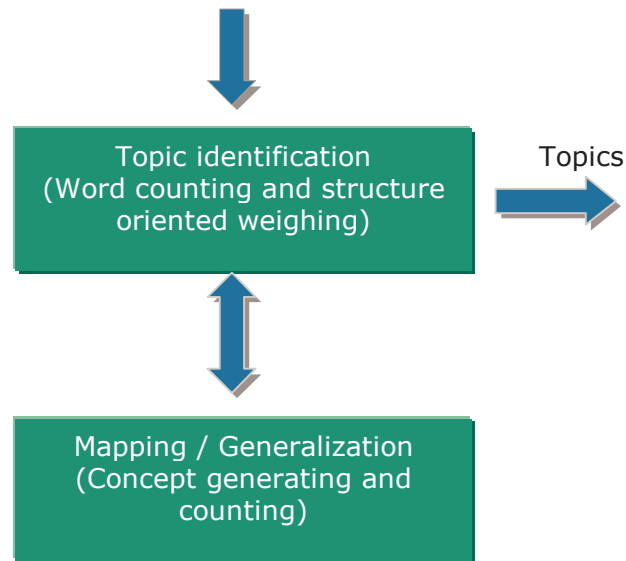 Topic identification
(Word counting and structure
oriented weighing)
Topics
Mapping / Generalization
(Concept generating and
counting)